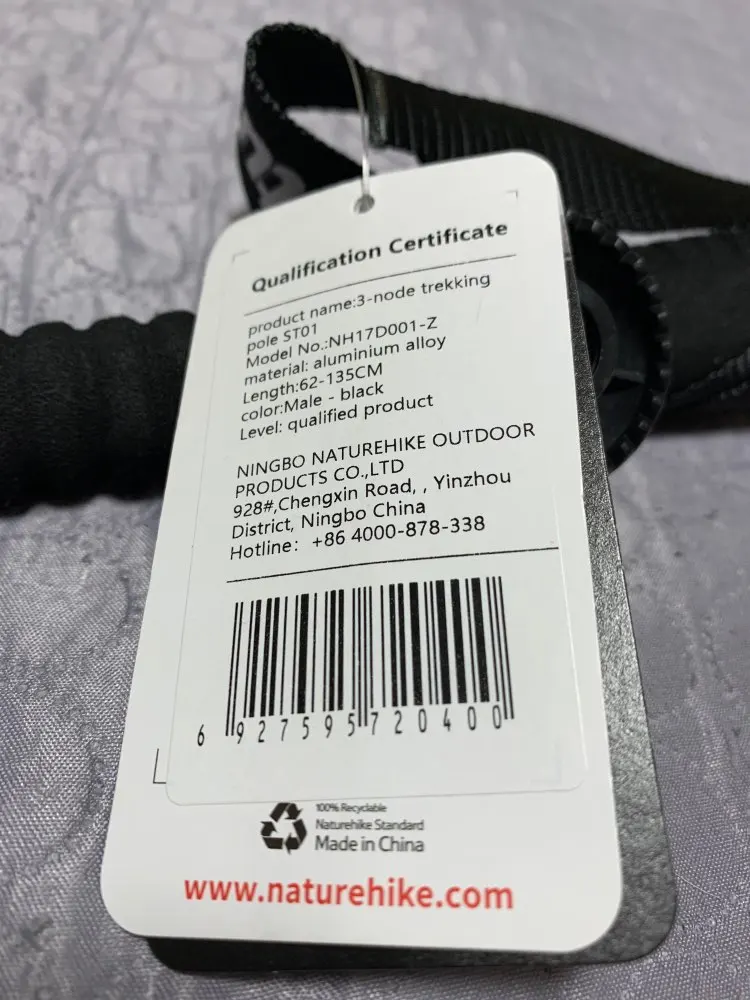 Qualification Certificate
product name:3-node trekking
pole ST01
Model No.:NH17D001-Z
material: aluminium alloy
Length:62-135CM
color:Male - black
Level: qualified product
NINGBO NATUREHIKE OUTDOOR
PRODUCTS CO.,LTD
928#,Chengxin Road, , Yinzhou
District, Ningbo China
Hotline: +86 4000-878-338
6 927595 720400
100% Recyclable
Naturehike Standard
Made in China
www.naturehike.com